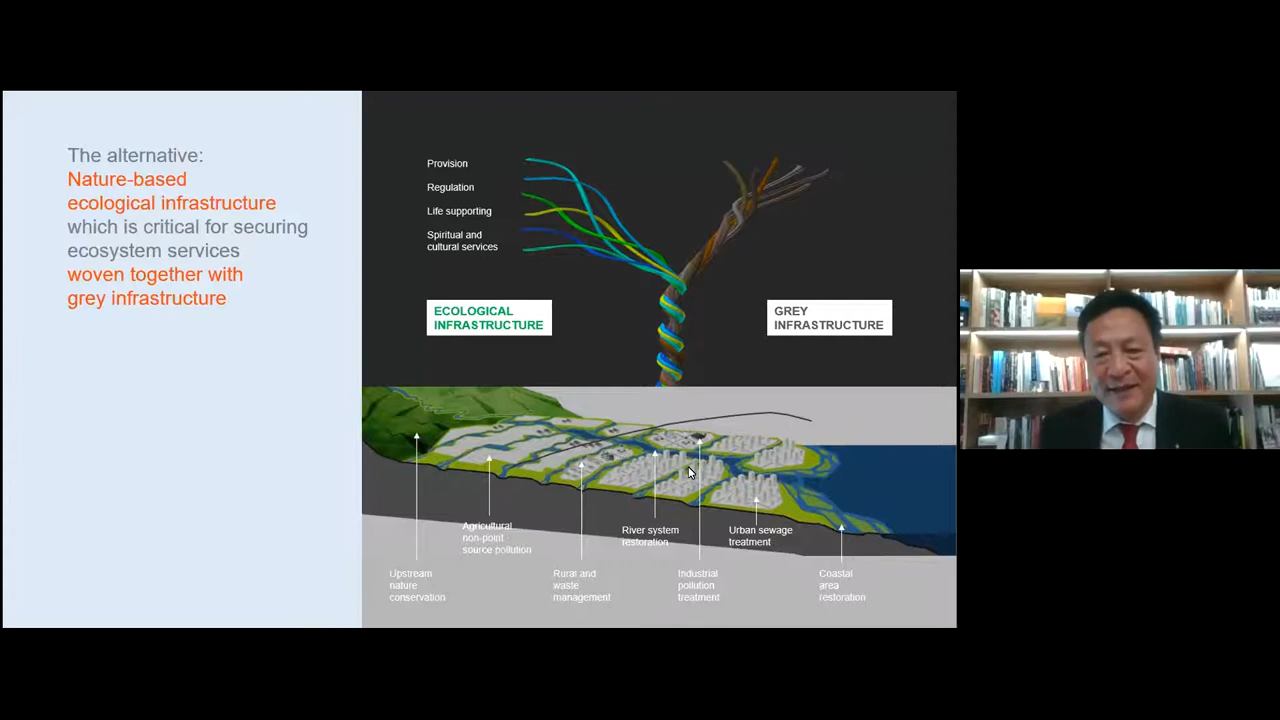 The alternative:
Nature-based
ecological infrastructure
which is critical for securing
ecosystem services
woven together with
grey infrastructure
Provision
Regulation
Life supporting
Spiritual and
cultural services
ECOLOGICAL
INFRASTRUCTURE
GREY
INFRASTRUCTURE
Agricultural
non-point
source pollution
River system
restoration
Urban sewage
treatment
Upstream
nature
conservation
Rural and
waste
management
Industrial
pollution
treatment
Coastal
area
restoration